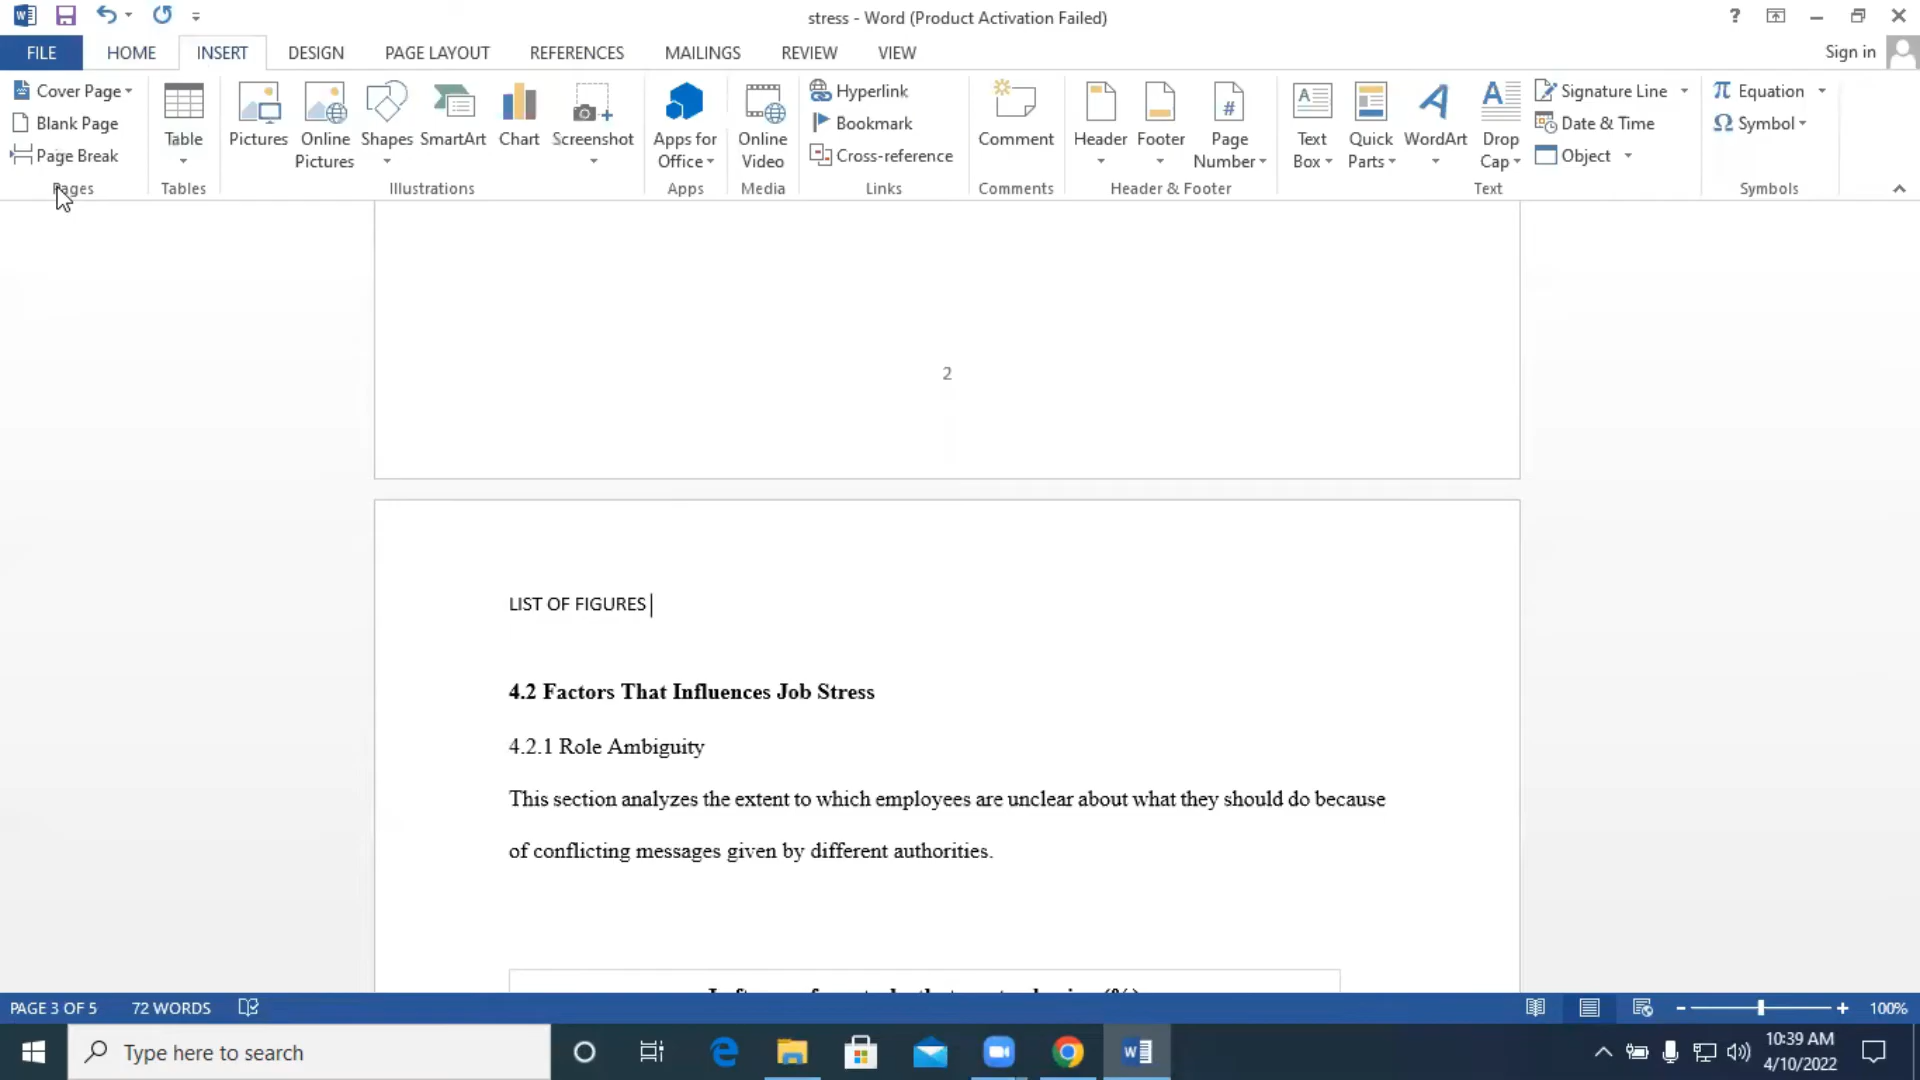 stress - Word (Product Activation Failed)
FILE
HOME
INSERT
DESIGN
PAGE LAYOUT
REFERENCES
MAILINGS
REVIEW
VIEW
Sign in
Cover Page
Blank Page
Page Break
Pages
Table
Tables
Pictures
Online
Pictures
Shapes
SmartArt
Chart
Screenshot
Illustrations
Apps for
Office
Apps
Online
Video
Media
Hyperlink
Bookmark
Cross-reference
Links
Comment
Comments
Header
Footer
Page
Number
Header & Footer
Text
Box
Quick
Parts
WordArt
Drop
Cap
Signature Line
Date & Time
Object
Text
Equation
Symbol
Symbols
2
LIST OF FIGURES
4.2 Factors That Influences Job Stress
4.2.1 Role Ambiguity
This section analyzes the extent to which employees are unclear about what they should do because
of conflicting messages given by different authorities.
PAGE 3 OF 5
72 WORDS
100%
Type here to search
10:39 AM
4/10/2022